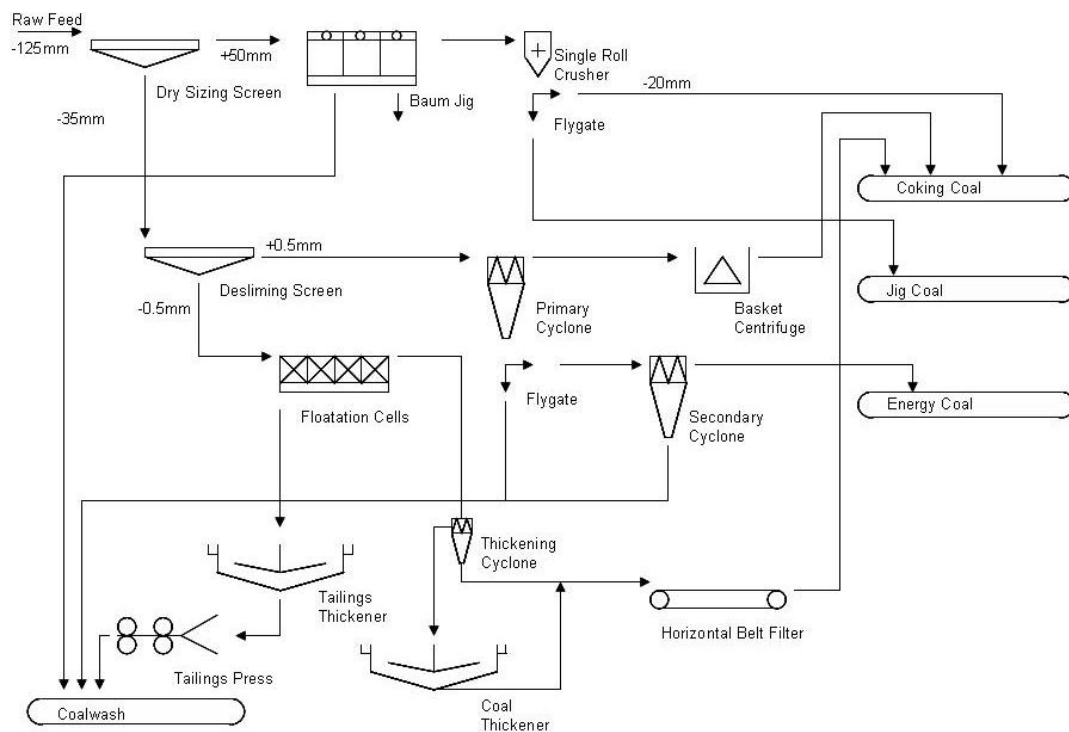 Raw Feed
-125mm
+50mm
Dry Sizing Screen
Baum Jig
Single Roll
Crusher
-20mm
Flygate
-35mm
Coking Coal
+0.5mm
Desliming Screen
-0.5mm
Primary
Cyclone
Basket
Centrifuge
Jig Coal
Floatation Cells
Flygate
Secondary
Cyclone
Energy Coal
Thickening
Cyclone
Tailings
Thickener
Horizontal Belt Filter
Tailings Press
Coal
Thickener
Coalwash